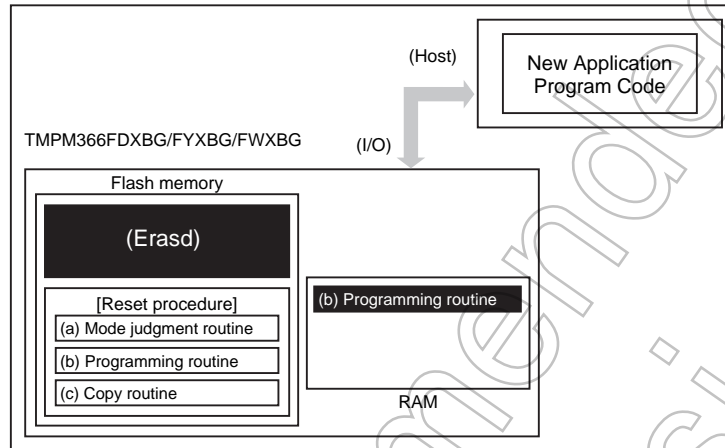 (Host)
New Application
Program Code
TMPM366FDXBG/FYXBG/FWXBG
(I/O)
Flash memory
(Erasd)
[Reset procedure]
(a) Mode judgment routine
(b) Programming routine
(c) Copy routine
(b) Programming routine
RAM